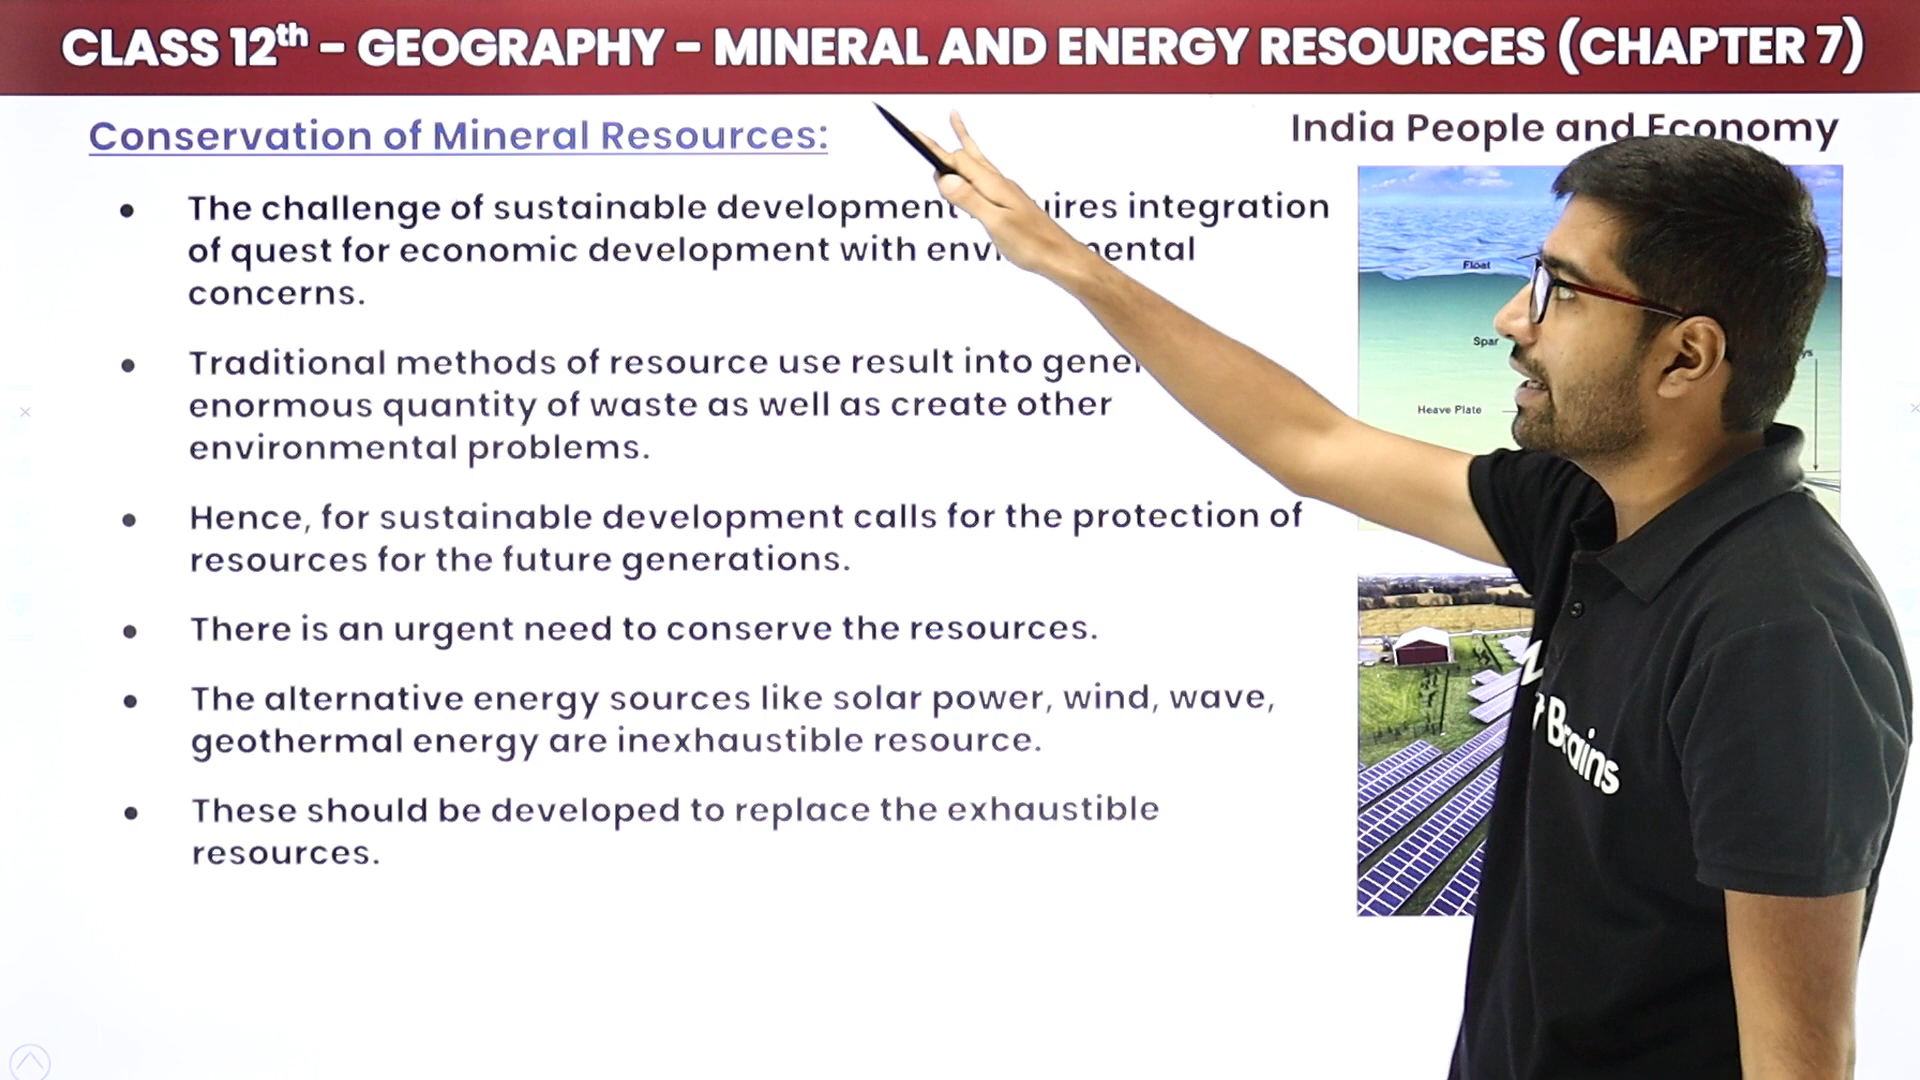 CLASS 12th – GEOGRAPHY – MINERAL AND ENERGY RESOURCES (CHAPTER 7)
Conservation of Mineral Resources:
India People and Economy
• The challenge of sustainable development integration
of quest for economic development with
concerns.
• Traditional methods of resource use result into
enormous quantity of waste as well as create other
environmental problems.
• Hence, for sustainable development calls for the protection of
resources for the future generations.
• There is an urgent need to conserve the resources.
• The alternative energy sources like solar power, wind, wave,
geothermal energy are inexhaustible resource.
• These should be developed to replace the exhaustible
resources.
Float
Spar
Heave Plate
Brains